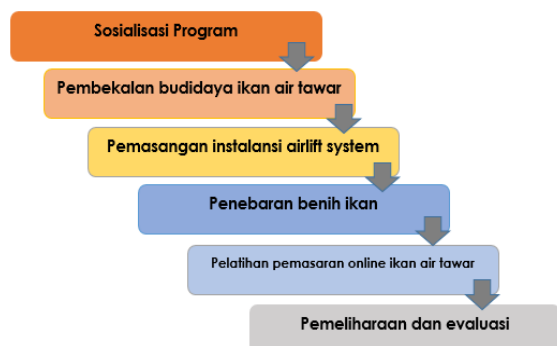 Sosialisasi Program
Pembekalan budidaya ikan air tawar
Pemasangan instalansi airlift system
Penebaran benih ikan
Pelatihan pemasaran online ikan air tawar
Pemeliharaan dan evaluasi